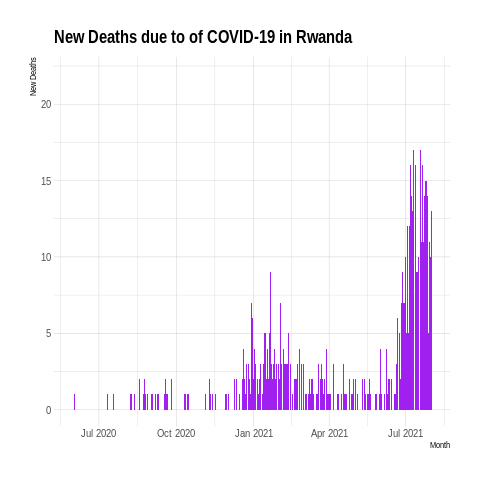 New Deaths due to of COVID-19 in Rwanda
New Deaths
20
15
10
5
0
Jul 2020 Oct 2020 Jan 2021 Apr 2021 Jul 2021
Month